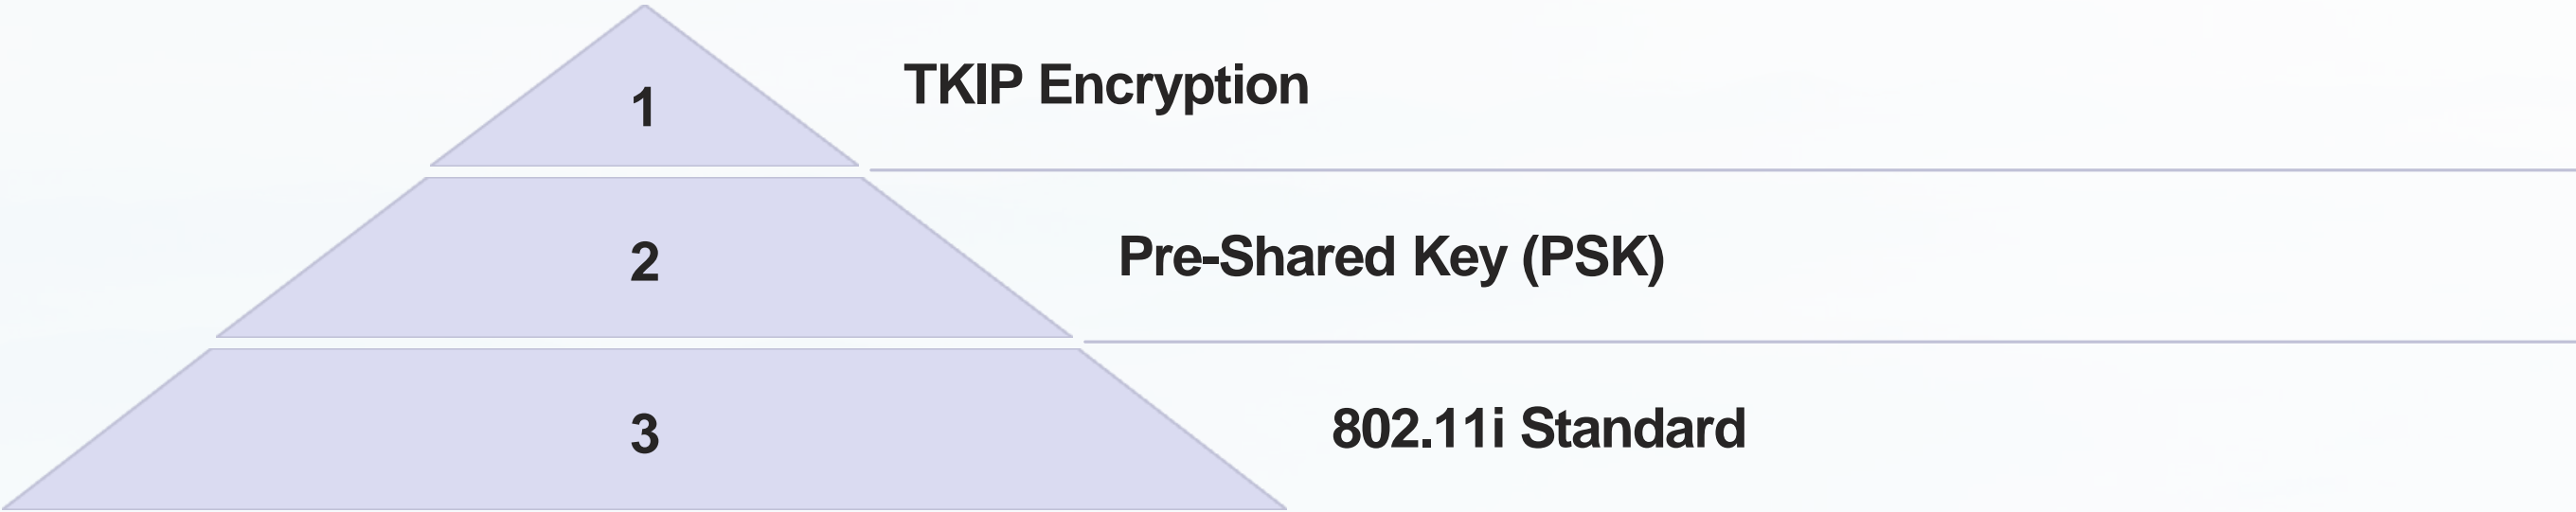 1
TKIP Encryption
2
Pre-Shared Key (PSK)
3
802.11i Standard